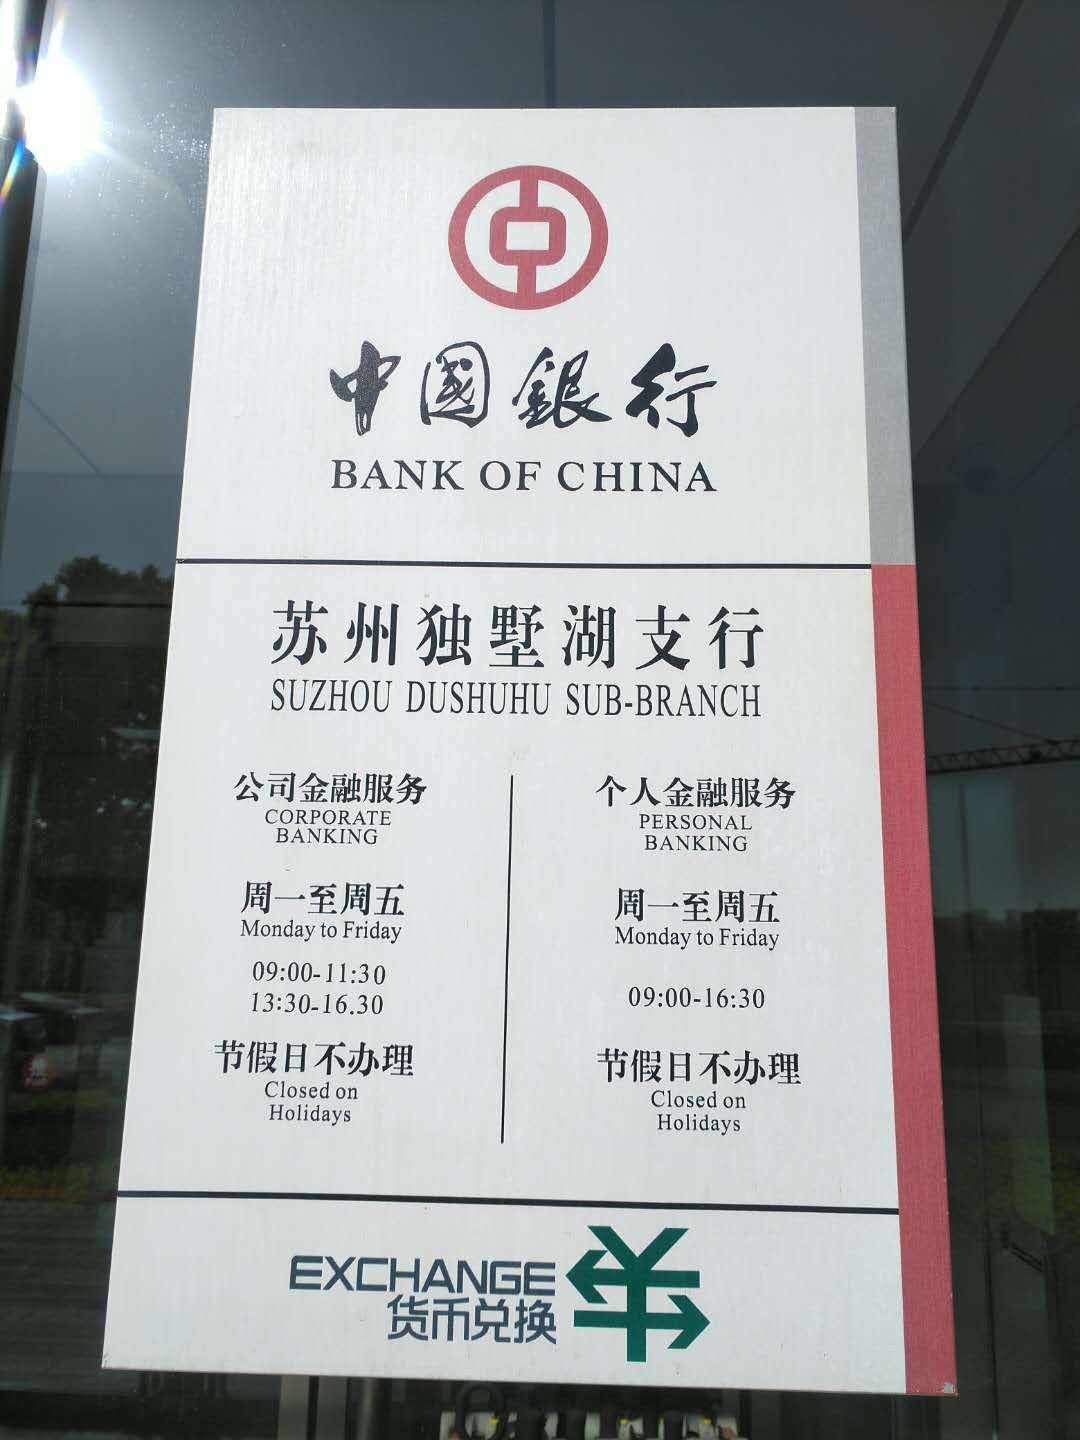 中國銀行
BANK OF CHINA
苏州独墅湖支行
SUZHOU DUSHUHU SUB-BRANCH
公司金融服务
CORPORATE
BANKING
周一至周五
Monday to Friday
09:00-11:30
13:30-16.30
节假日不办理
Closed on
Holidays
个人金融服务
PERSONAL
BANKING
周一至周五
Monday to Friday
09:00-16:30
节假日不办理
Closed on
Holidays
EXCHANGE
货币兑换